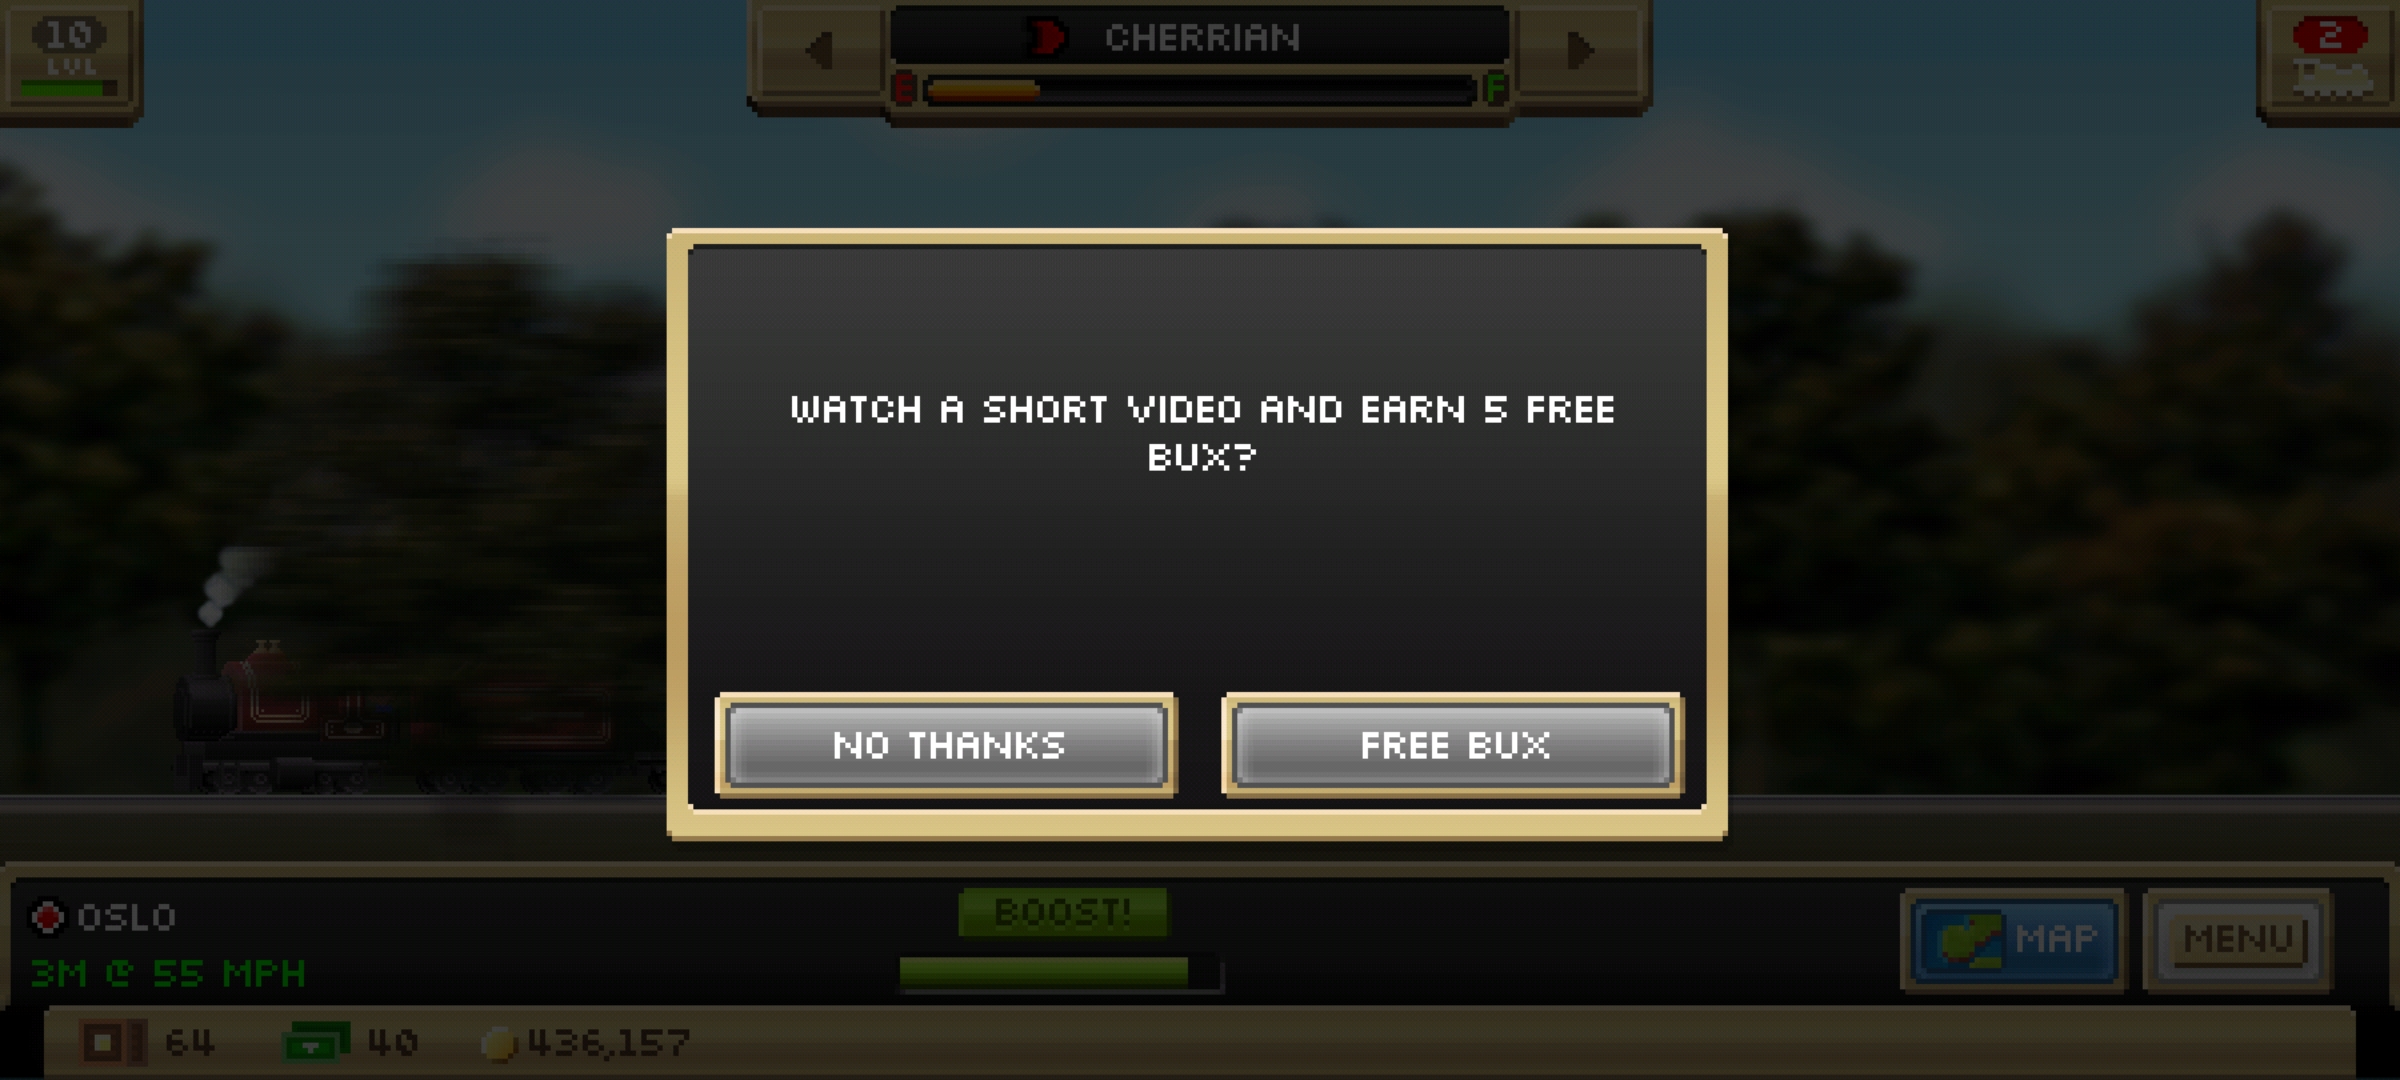 10
LVL
CHERRIAN
E F
2
WATCH A SHORT VIDEO AND EARN 5 FREE
BUX?
NO THANKS FREE BUX
OSLO
BOOST!
MAP MENU
3M @ 55 MPH
64 40 436,157